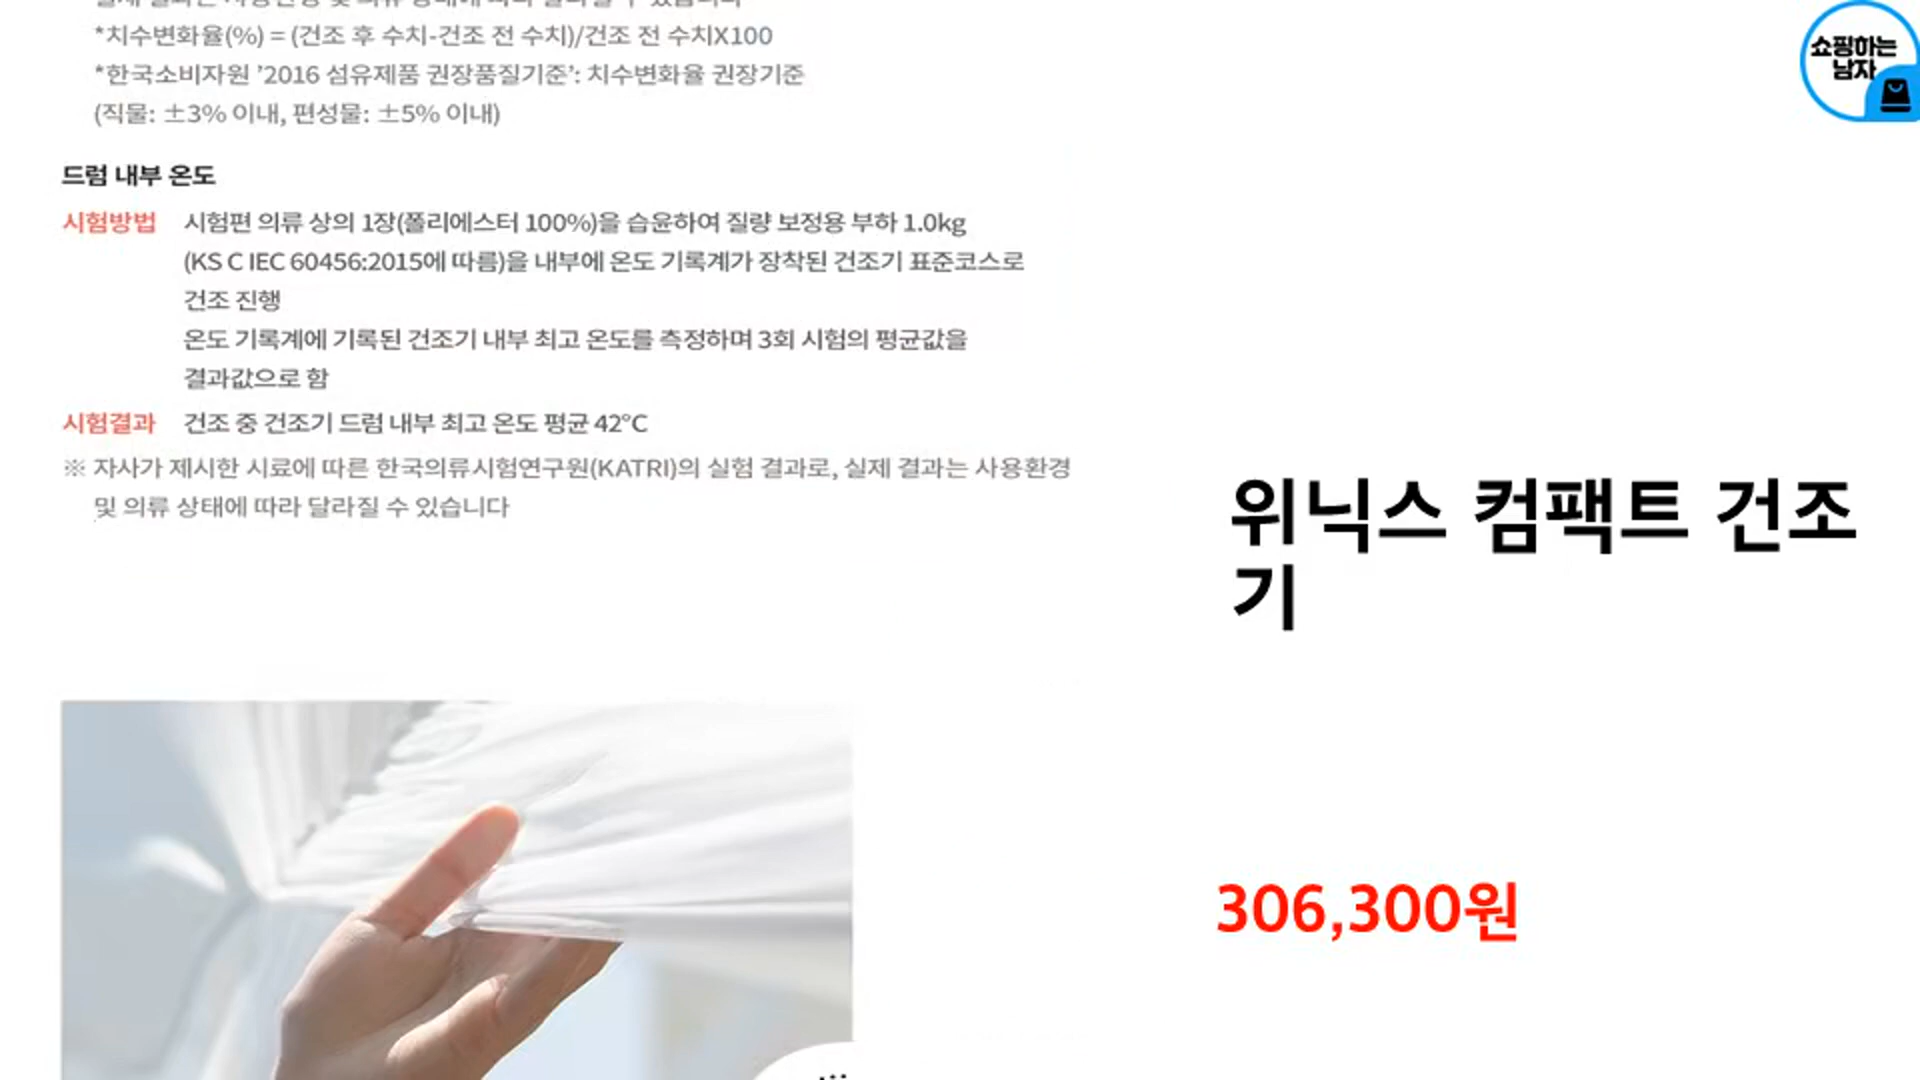 *치수변화율(%) = (건조 후 수치-건조 전 수치)/건조 전 수치X100
*한국소비자원 '2016 섬유제품 권장품질기준': 치수변화율 권장기준
(직물: ±3% 이내, 편성물: ±5% 이내)
드럼 내부 온도
시험방법 시험편 의류 상의 1장(폴리에스터 100%)을 습윤하여 질량 보정용 부하 1.0kg
(KS C IEC 60456:2015에 따름)을 내부에 온도 기록계가 장착된 건조기 표준코스로
건조 진행
온도 기록계에 기록된 건조기 내부 최고 온도를 측정하며 3회 시험의 평균값을
결과값으로 함
시험결과 건조 중 건조기 드럼 내부 최고 온도 평균 42°C
※ 자사가 제시한 시료에 따른 한국의류시험연구원(KATRI)의 실험 결과로, 실제 결과는 사용환경
및 의류 상태에 따라 달라질 수 있습니다
쇼핑하는
남자
위닉스 컴팩트 건조
기
306,300원